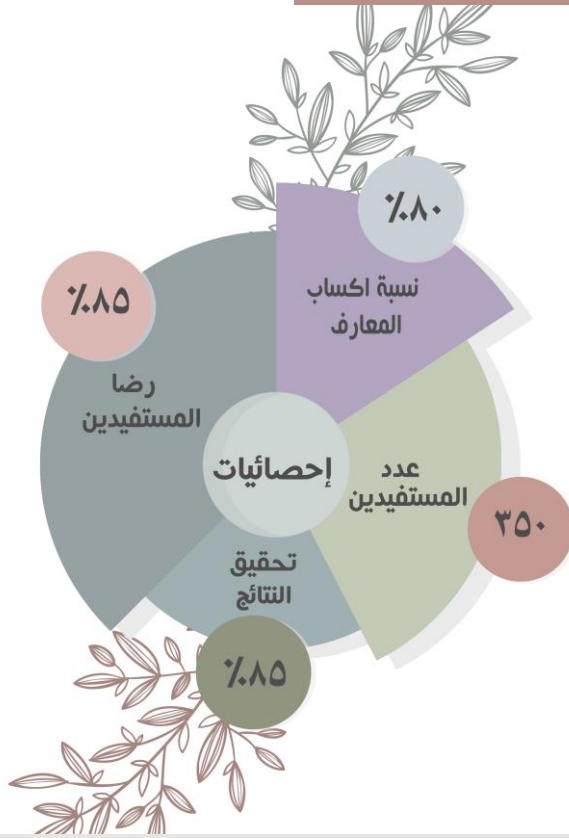 ٪٨٠
نسبة اكساب
المعارف
٪٨٥
رضا
المستفيدين
إحصائيات
عدد
المستفيدين
٣٥٠
تحقيق
النتائج
٪٨٥